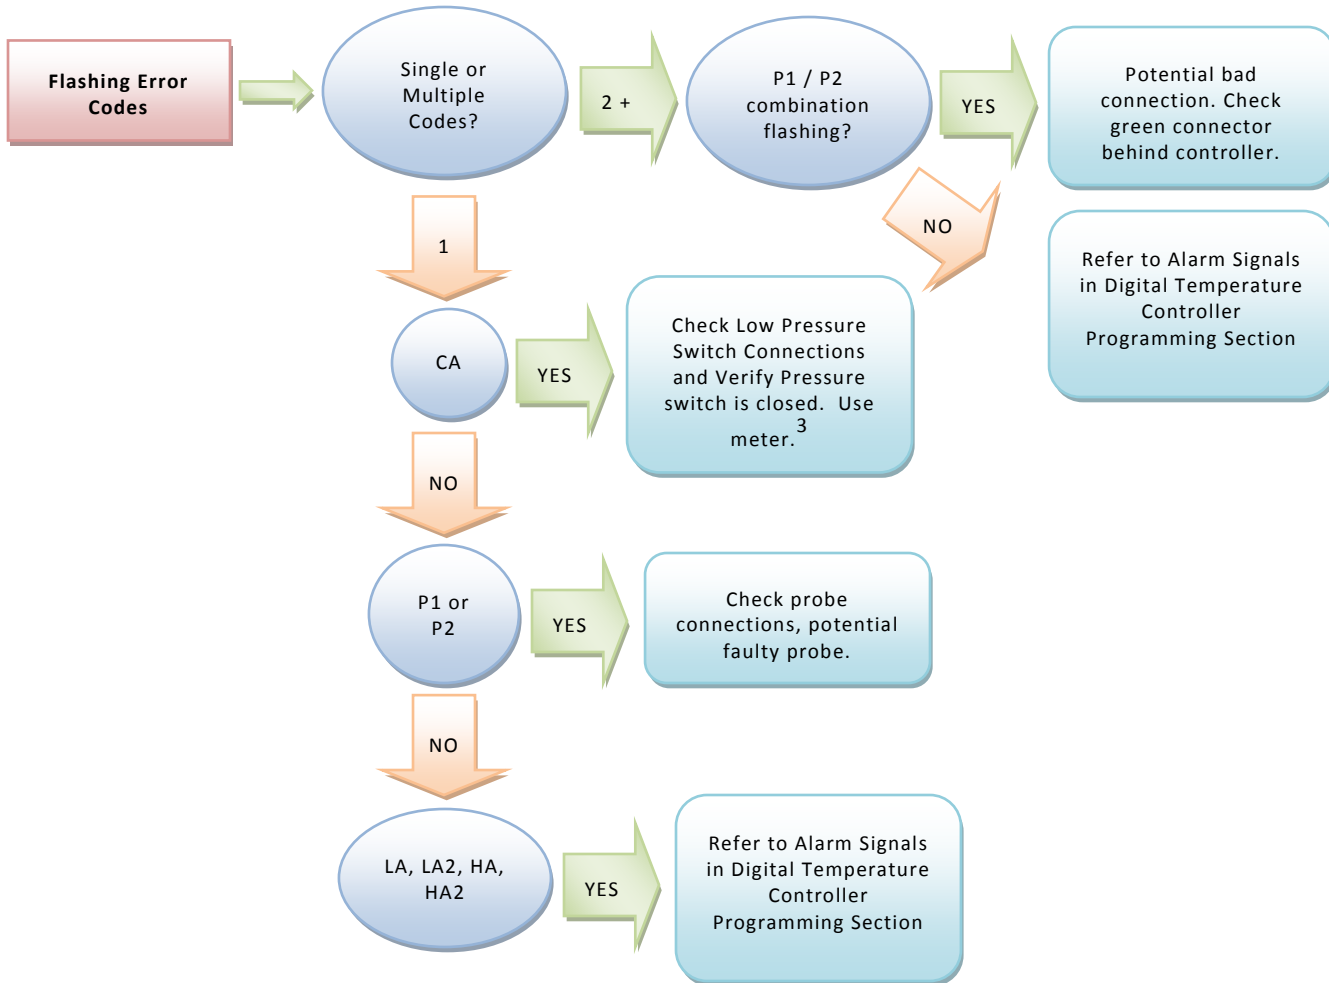 Flashing Error
Codes
Single or
Multiple
Codes?
2 +
P1 / P2
combination
flashing?
YES
Potential bad
connection. Check
green connector
behind controller.
NO
Refer to Alarm Signals
in Digital Temperature
Controller
Programming Section
1
CA
YES
Check Low Pressure
Switch Connections
and Verify Pressure
switch is closed.  Use
meter.3
NO
P1 or
P2
YES
Check probe
connections, potential
faulty probe.
NO
LA, LA2, HA,
HA2
YES
Refer to Alarm Signals
in Digital Temperature
Controller
Programming Section